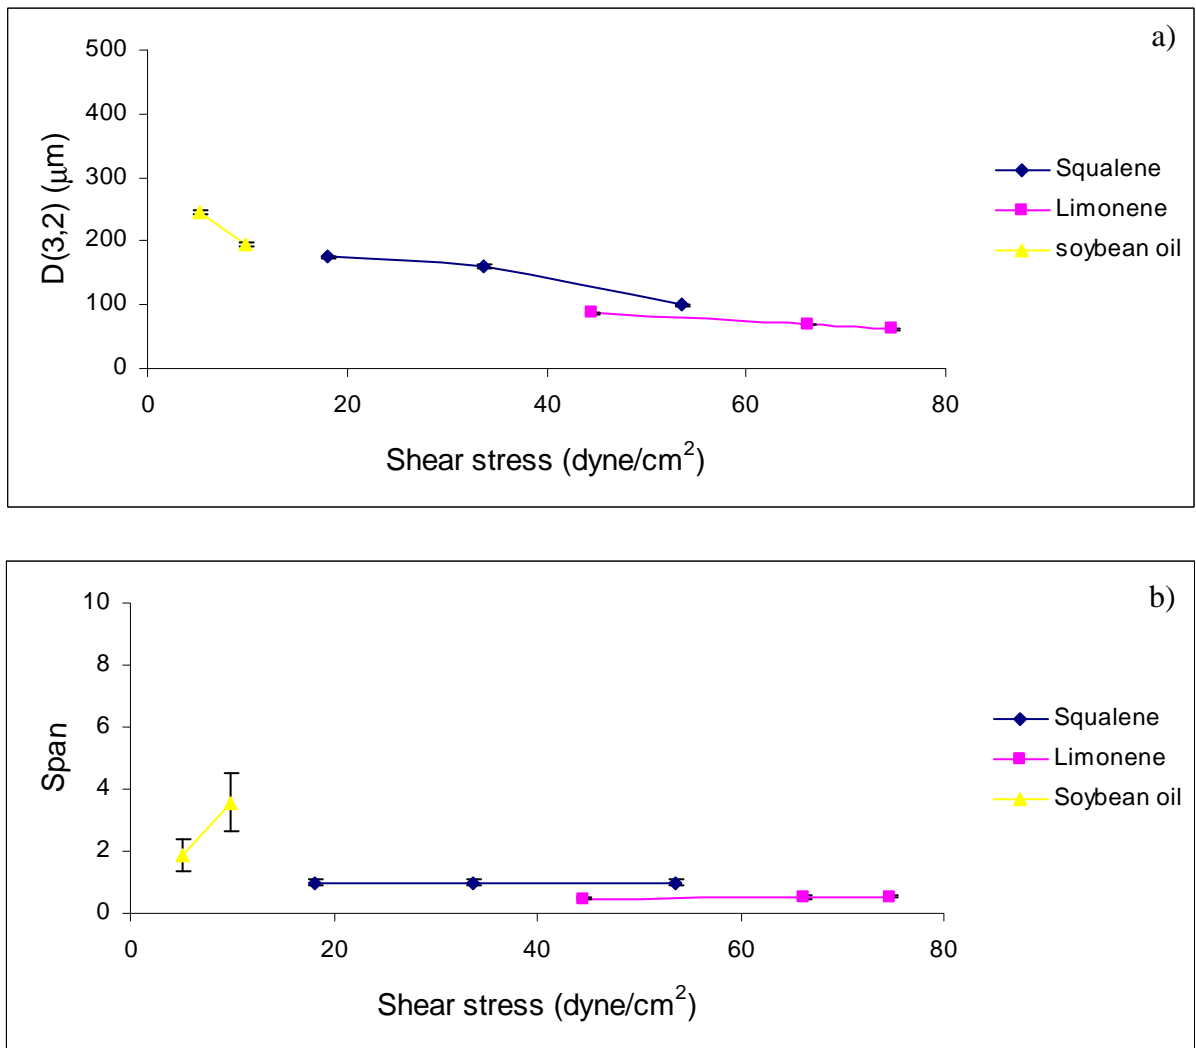 a)
500
400
300
200
100
0
D(3,2) (μm)
0 20 40 60 80
Shear stress (dyne/cm²)
Squalene
Limonene
soybean oil
b)
10
8
6
4
2
0
Span
0 20 40 60 80
Shear stress (dyne/cm²)
Squalene
Limonene
Soybean oil